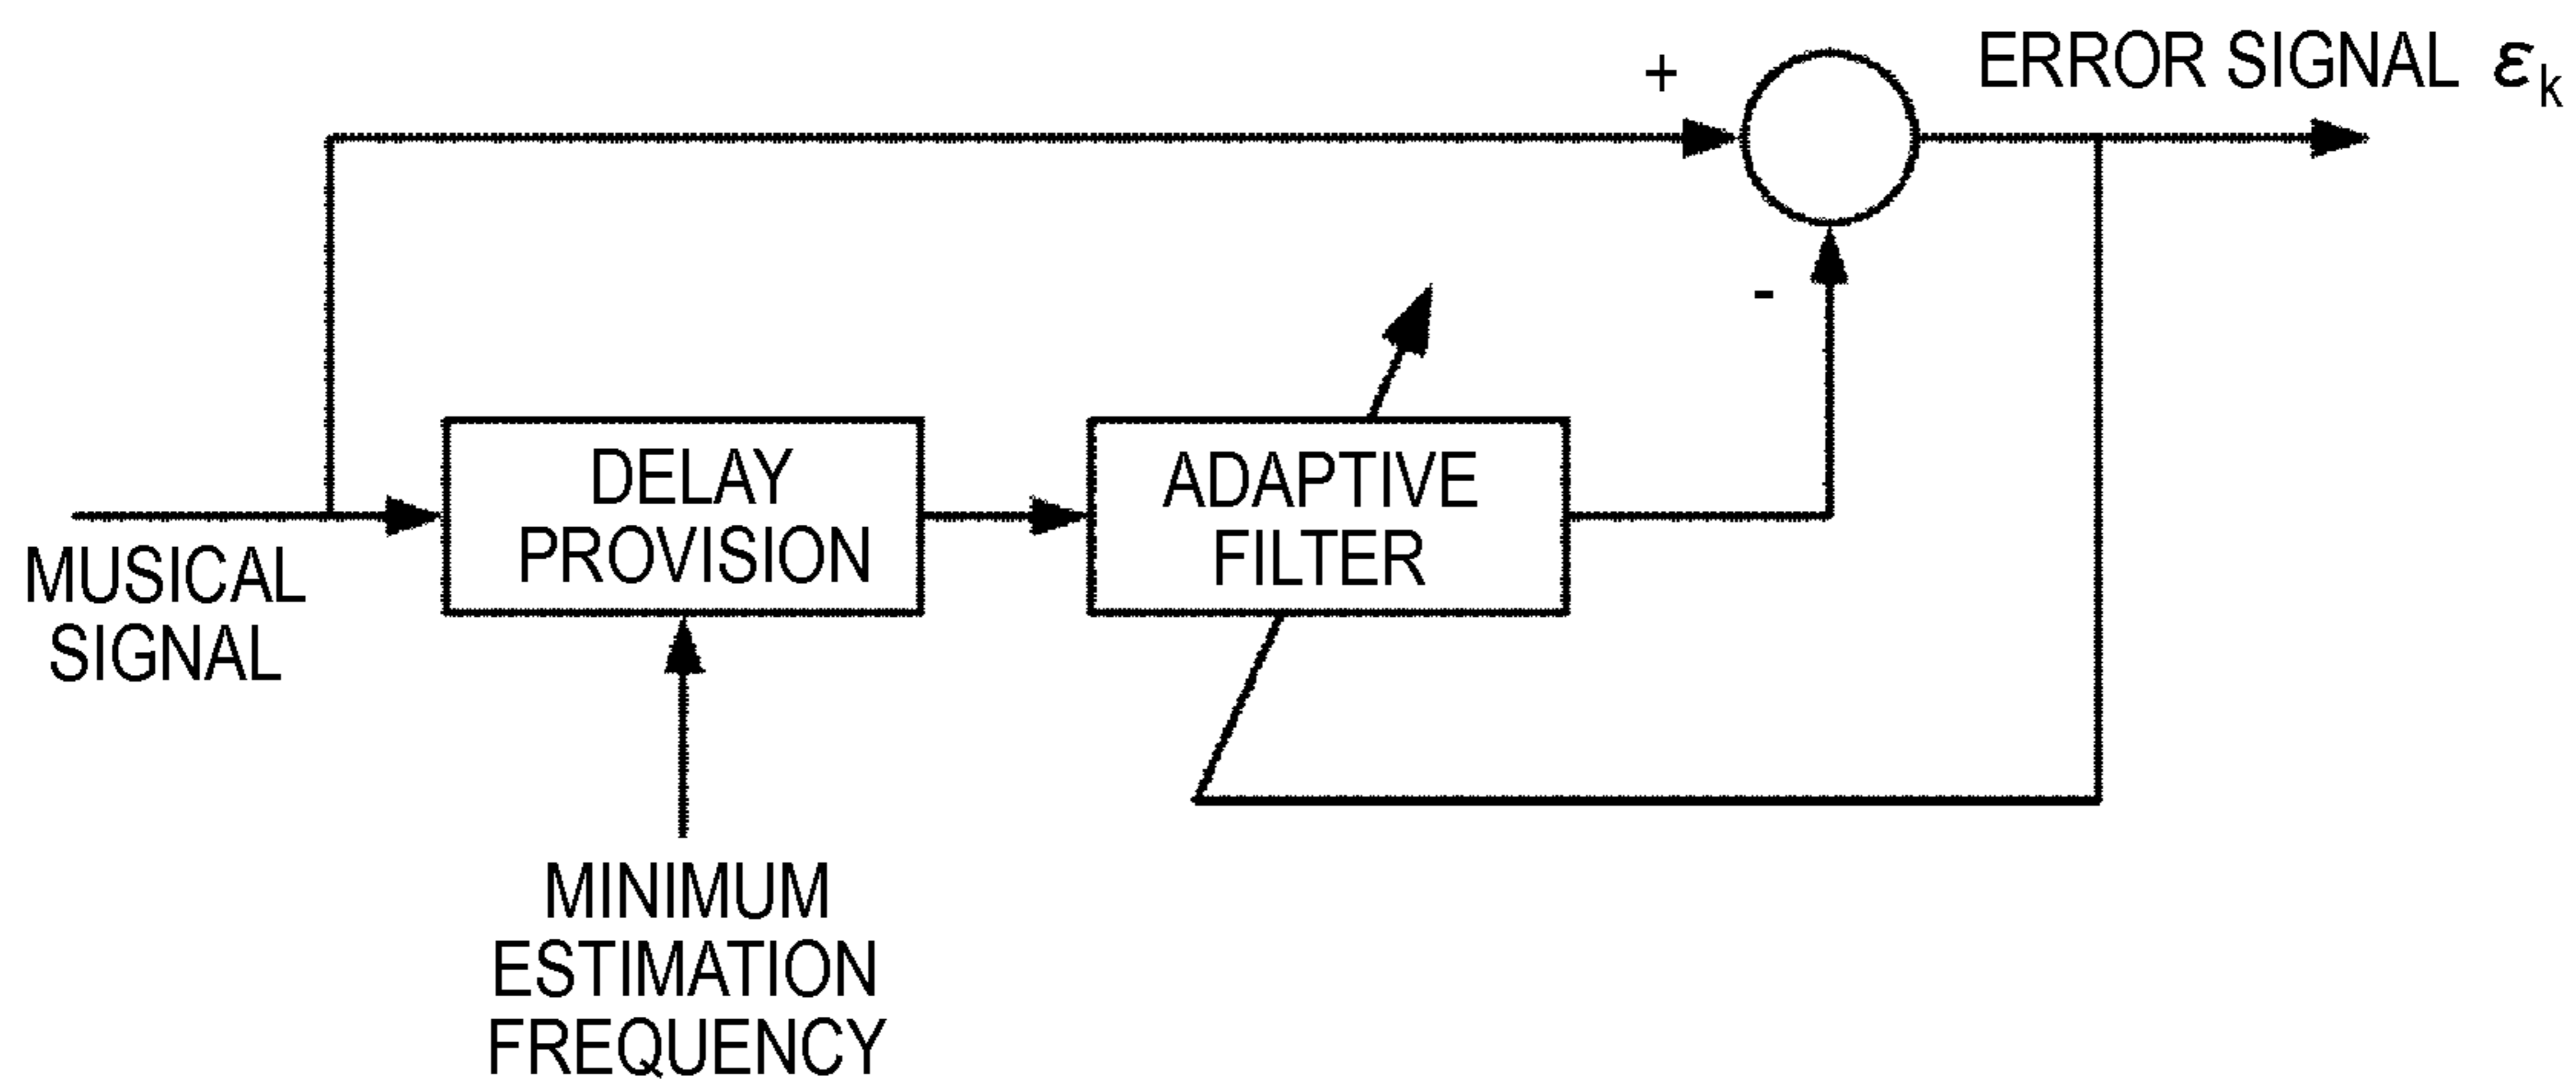 ERROR SIGNAL εk
+
-
DELAY
PROVISION
ADAPTIVE
FILTER
MUSICAL
SIGNAL
MINIMUM
ESTIMATION
FREQUENCY